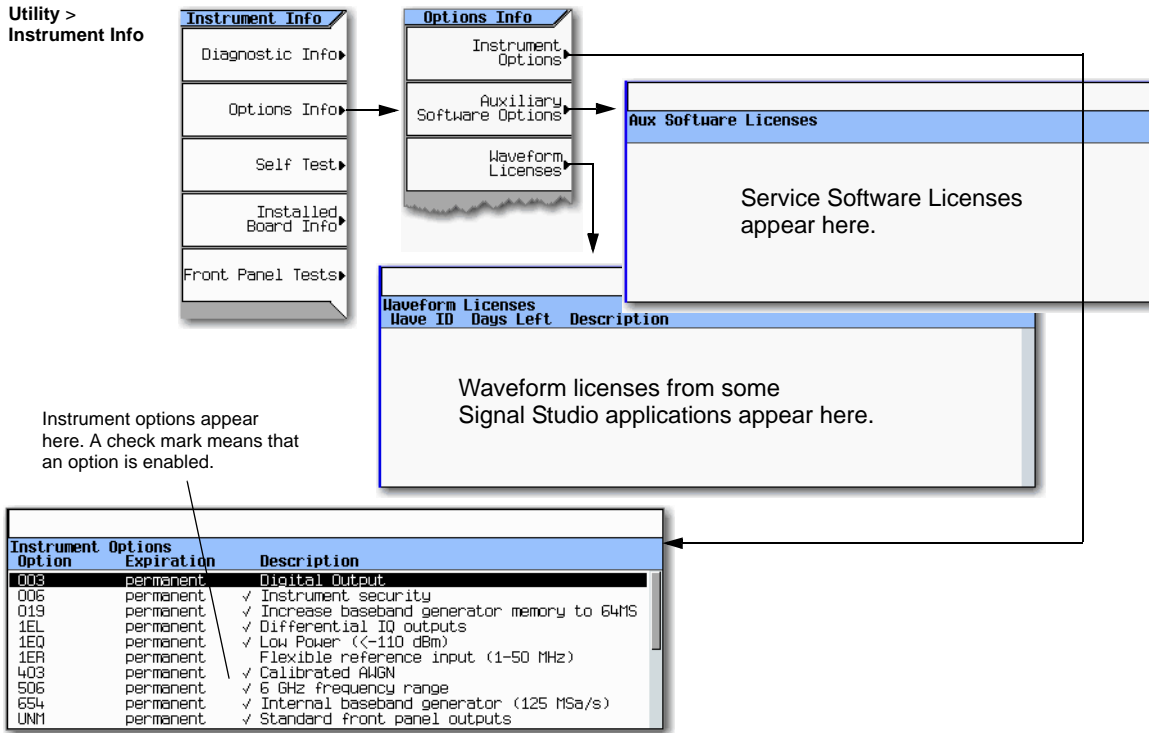 Utility >
Instrument Info
Instrument Info
Diagnostic Info
Options Info
Self Test
Installed
Board Info
Front Panel Tests
Options Info
Instrument
Options
Auxiliary
Software Options
Waveform
Licenses
Aux Software Licenses
Service Software Licenses
appear here.
Waveform Licenses
Wave ID Days Left Description
Waveform licenses from some
Signal Studio applications appear here.
Instrument options appear
here. A check mark means that
an option is enabled.
Instrument Options
Option Expiration Description
003 permanent Digital Output
006 permanent ✓ Instrument security
019 permanent ✓ Increase baseband generator memory to 64MS
1EL permanent ✓ Differential IQ outputs
1EQ permanent ✓ Low Power (<-110 dBm)
1ER permanent Flexible reference input (1-50 MHz)
403 permanent ✓ Calibrated AWGN
506 permanent ✓ 6 GHz frequency range
654 permanent ✓ Internal baseband generator (125 MSa/s)
UNM permanent ✓ Standard front panel outputs